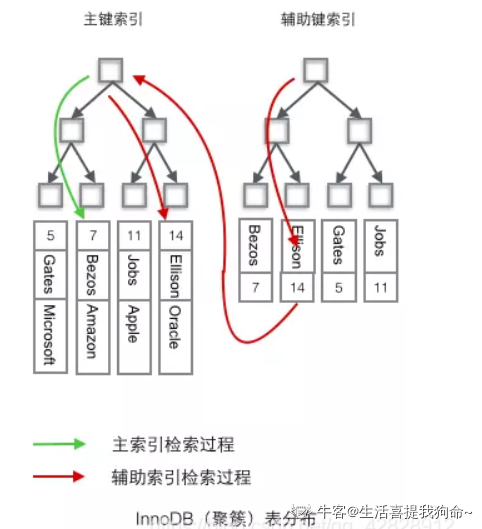 主键索引
辅助键索引
5 7 11 14
Gates Bezos Jobs Ellison
Microsoft Amazon Apple Oracle
Bezos Ellison Gates Jobs
7 14 5 11
主索引检索过程
辅助索引检索过程
InnoDB（聚簇）表分布
牛客@生活喜提我狗命~